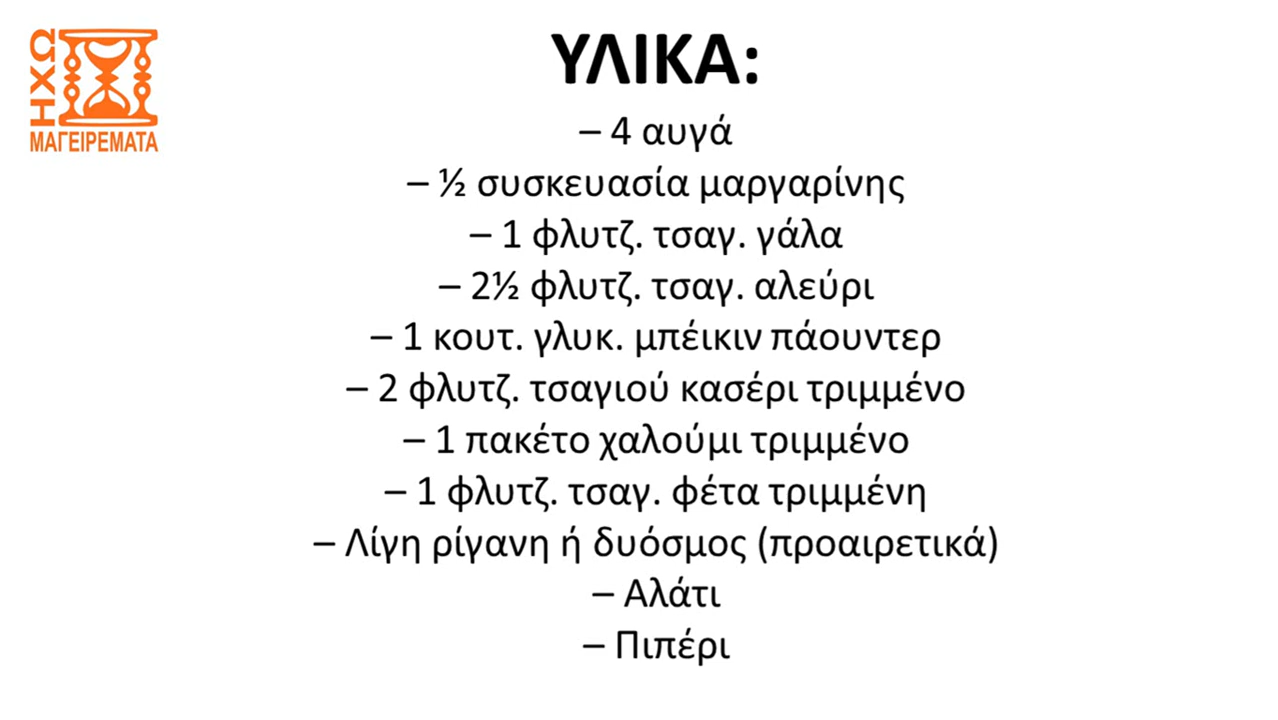 ΗΧΩ
ΜΑΓΕΙΡΕΜΑΤΑ
ΥΛΙΚΑ:
– 4 αυγά
– ½ συσκευασία μαργαρίνης
– 1 φλυτζ. τσαγ. γάλα
– 2½ φλυτζ. τσαγ. αλεύρι
– 1 κουτ. γλυκ. μπέικιν πάουντερ
– 2 φλυτζ. τσαγιού κασέρι τριμμένο
– 1 πακέτο χαλούμι τριμμένο
– 1 φλυτζ. τσαγ. φέτα τριμμένη
– Λίγη ρίγανη ή δυόσμος (προαιρετικά)
– Αλάτι
– Πιπέρι